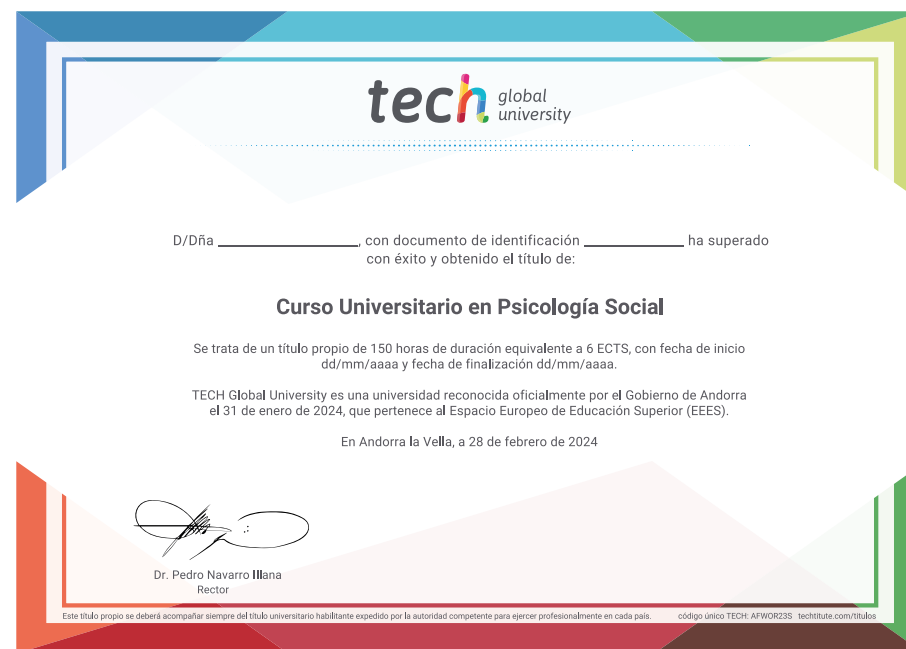 tech global university
D/Dña ____________, con documento de identificación ____________ ha superado
con éxito y obtenido el título de:
Curso Universitario en Psicología Social
Se trata de un título propio de 150 horas de duración equivalente a 6 ECTS, con fecha de inicio
dd/mm/aaaa y fecha de finalización dd/mm/aaaa.
TECH Global University es una universidad reconocida oficialmente por el Gobierno de Andorra
el 31 de enero de 2024, que pertenece al Espacio Europeo de Educación Superior (EEES).
En Andorra la Vella, a 28 de febrero de 2024
Dr. Pedro Navarro Illana
Rector
Este título propio se deberá acompañar siempre del título universitario habilitante expedido por la autoridad competente para ejercer profesionalmente en cada país. código único TECH: AFWOR23S techtitute.com/titulos